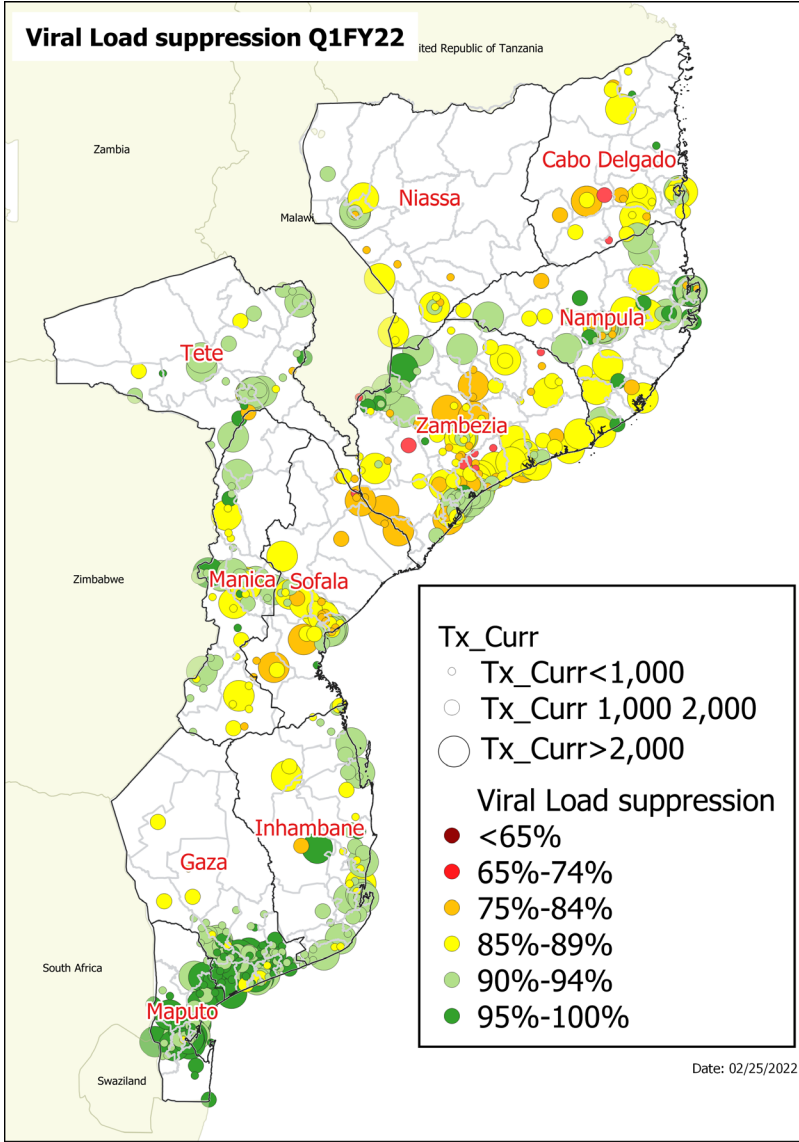 Viral Load suppression Q1FY22
ited Republic of Tanzania
Zambia
Cabo Delgado
Niassa
Malawi
Nampula
Tete
Zambezia
Zimbabwe
Manica
Sofala
Tx_Curr
Tx_Curr<1,000
Tx_Curr 1,000 2,000
Tx_Curr>2,000
Viral Load suppression
<65%
65%-74%
75%-84%
85%-89%
90%-94%
95%-100%
Inhambane
Gaza
South Africa
Maputo
Swaziland
Date: 02/25/2022